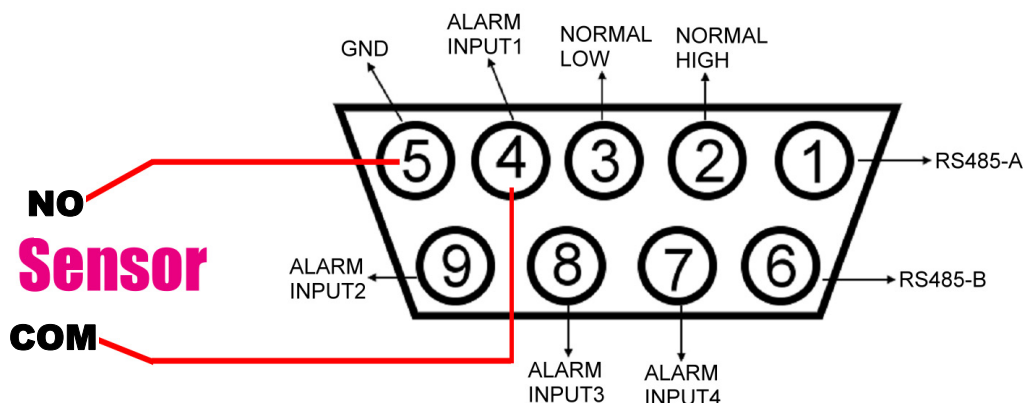 ALARM
INPUT1
GND
NORMAL
LOW
NORMAL
HIGH
5 4 3 2 1
RS485-A
NO
Sensor
COM
ALARM
INPUT2
9 8 7 6
RS485-B
ALARM
INPUT3
ALARM
INPUT4